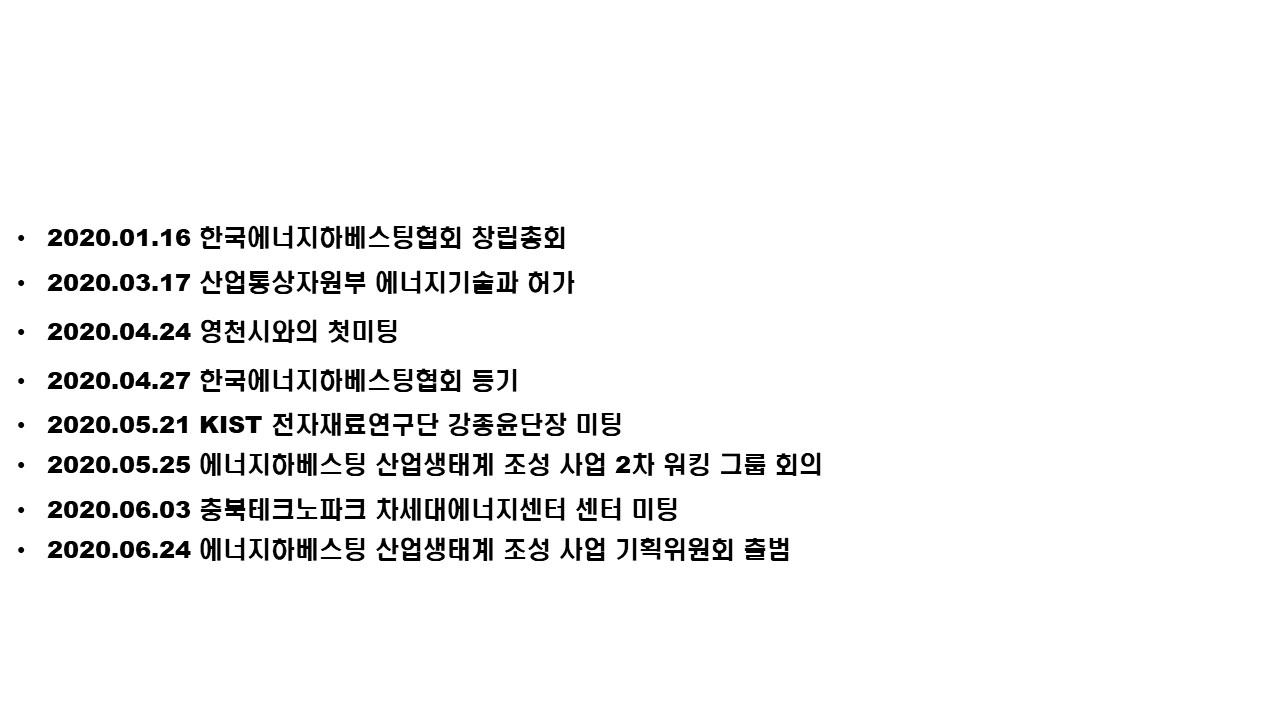 • 2020.01.16 한국에너지하베스팅협회 창립총회
• 2020.03.17 산업통상자원부 에너지기술과 허가
• 2020.04.24 영천시와의 첫미팅
• 2020.04.27 한국에너지하베스팅협회 등기
• 2020.05.21 KIST 전자재료연구단 강종윤단장 미팅
• 2020.05.25 에너지하베스팅 산업생태계 조성 사업 2차 워킹 그룹 회의
• 2020.06.03 충북테크노파크 차세대에너지센터 센터 미팅
• 2020.06.24 에너지하베스팅 산업생태계 조성 사업 기획위원회 출범